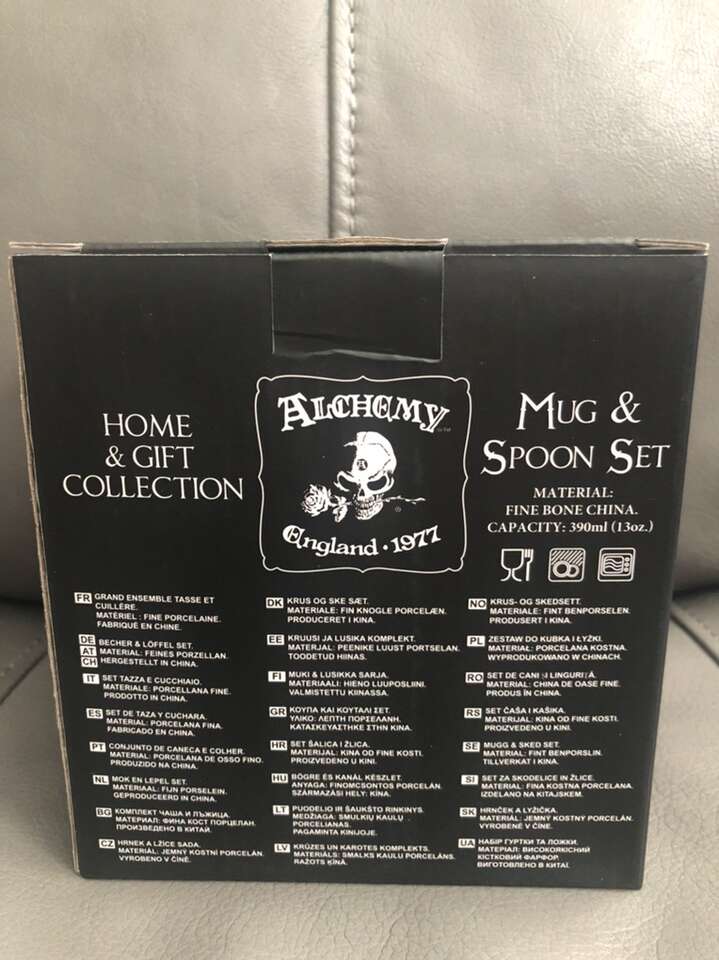 HOME
& GIFT
COLLECTION
ALCHEMY
England · 1977
MUG &
SPOON SET
MATERIAL:
FINE BONE CHINA.
CAPACITY: 390ml (13oz.)
FR GRAND ENSEMBLE TASSE ET
CUILLÈRE.
MATÉRIEL : FINE PORCELAINE.
FABRIQUÉ EN CHINE.
DE BECHER & LÖFFEL SET.
AT MATERIAL: FEINES PORZELLAN.
CH HERGESTELLT IN CHINA.
IT SET TAZZA E CUCCHIAIO.
MATERIALE: PORCELLANA FINE.
PRODOTTO IN CHINA.
ES SET DE TAZA Y CUCHARA.
MATERIAL: PORCELANA FINA.
FABRICADO EN CHINA.
PT CONJUNTO DE CANECA E COLHER.
MATERIAL: PORCELANA DE OSSO FINO.
PRODUZIDO NA CHINA.
NL MOK EN LEPEL SET.
MATERIAAL: FIJN PORSELEIN.
GEPRODUCEERD IN CHINA.
BG КОМПЛЕКТ ЧАША И ЛЪЖИЦА.
МАТЕРИАЛ: ФИНА КОСТ ПОРЦЕЛАН.
ПРОИЗВЕДЕНО В КИТАЙ.
CZ HRNEK A LŽICE SADA.
MATERIÁL: JEMNÝ KOSTNÍ PORCELÁN.
VYROBENO V ČÍNĚ.
DK KRUS OG SKE SÆT.
MATERIALE: FIN KNOGLE PORCELÆN.
PRODUCERET I KINA.
EE KRUUSI JA LUSIKA KOMPLEKT.
MATERJAL: PEENIKE LUUST PORTSELAN.
TOODETUD HIINAS.
FI MUKI & LUSIKKA SARJA.
MATERIAALI: HIENO LUUPOSLIINI.
VALMISTETTU KIINASSA.
GR ΚΟΥΠΑ ΚΑΙ ΚΟΥΤΑΛΙ ΣΕΤ.
ΥΛΙΚΟ: ΛΕΠΤΗ ΠΟΡΣΕΛΑΝΗ.
ΚΑΤΑΣΚΕΥΑΣΤΗΚΕ ΣΤΗΝ ΚΙΝΑ.
HR SET ŠALICA I ŽLICA.
MATERIJAL: KINA OD FINE KOSTI.
PROIZVEDENO U KINI.
HU BÖGRE ÉS KANÁL KÉSZLET.
ANYAGA: FINOMCSONTOS PORCELÁN.
SZÁRMAZÁSI HELY: KÍNA.
LT PUODELIO IR ŠAUKŠTO RINKINYS.
MEDŽIAGA: SMULKIŲ KAULŲ
PORCELIANAS.
PAGAMINTA KINIJOJE.
LV KRŪZES UN KAROTES KOMPLEKTS.
MATERIĀLS: SMALKS KAULU PORCELĀNS.
RAŽOTS ĶĪNĀ.
NO KRUS- OG SKEDSETT.
MATERIALE: FINT BENPORSELEN.
PRODUSERT I KINA.
PL ZESTAW DO KUBKA I ŁYŻKI.
MATERIAŁ: PORCELANA KOSTNA.
WYPRODUKOWANO W CHINACH.
RO SET DE I LINGURIȚĂ.
MATERIAL: CHINA DE OASE FINE.
PRODUS ÎN CHINA.
RS SET ČAŠA I KAŠIKA.
MATERIJAL: KINA OD FINE KOSTI.
PROIZVEDENO U KINI.
SE MUGG & SKED SET.
MATERIAL: FINT BENPORSLIN.
TILLVERKAT I KINA.
SI SET ZA SKODELICE IN ŽLICE.
MATERIAL: FINA KOSTNA PORCELANA.
IZDELANO NA KITAJSKEM.
SK HRNČEK A LYŽIČKA.
MATERIÁL: JEMNÝ KOSTNÝ PORCELÁN.
VYROBENÉ V ČÍNE.
UA НАБІР ГУРТКИ ТА ЛОЖКИ.
МАТЕРІАЛ: ВИСОКОЯКІСНИЙ
КІСТКОВИЙ ФАРФОР.
ВИГОТОВЛЕНО В КИТАЇ.